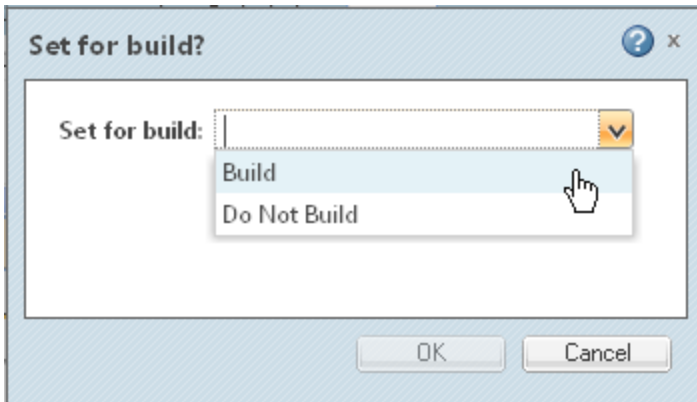 Set for build?
? x
Set for build:
Build
Do Not Build
OK Cancel